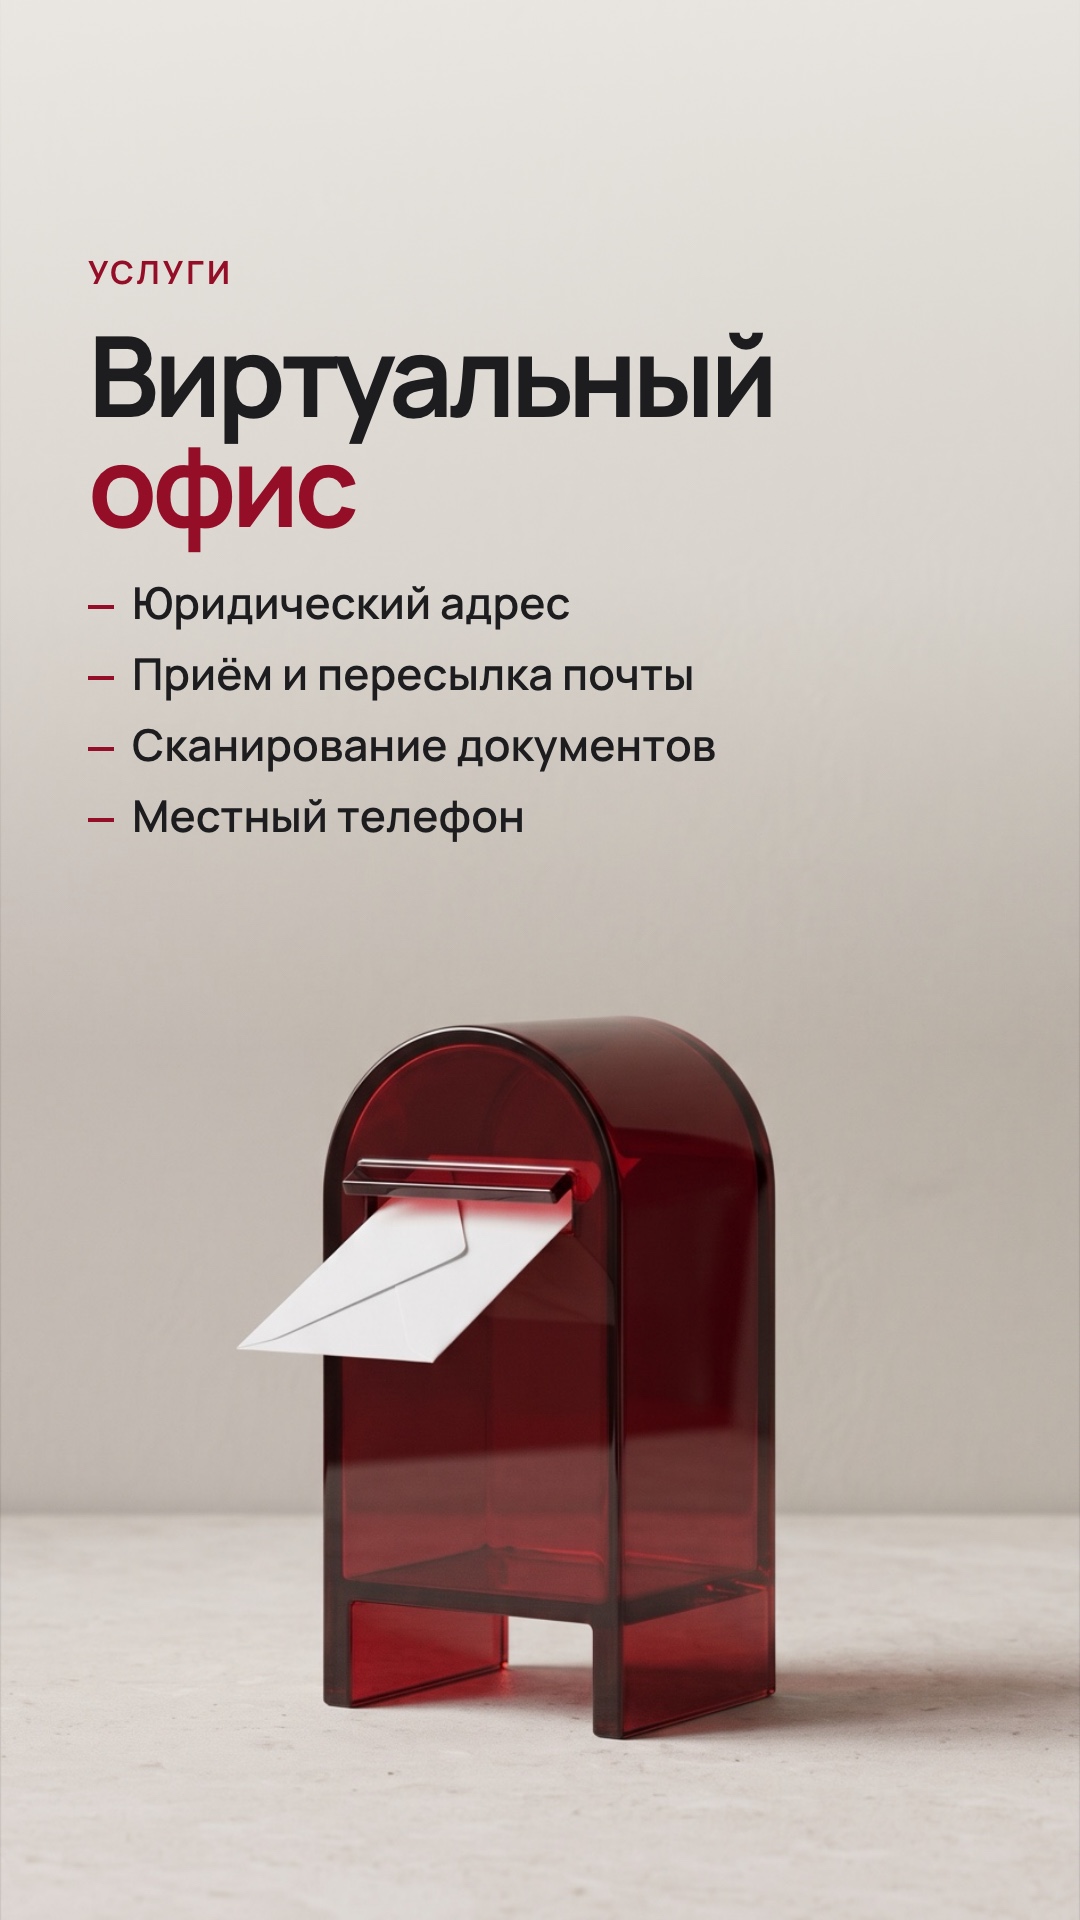 УСЛУГИ
Виртуальный
офис
— Юридический адрес
— Приём и пересылка почты
— Сканирование документов
— Местный телефон